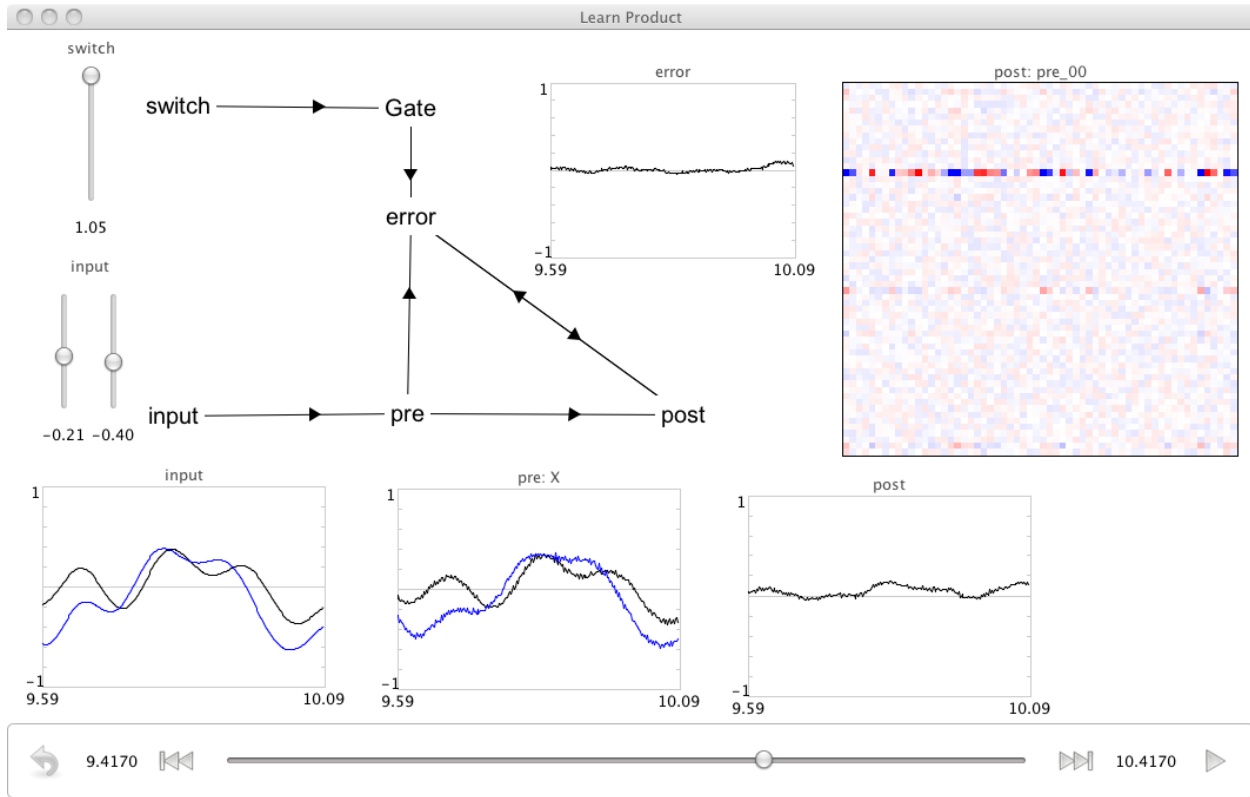 Learn Product
switch
switch
Gate
error
1
-1
9.59 10.09
post: pre_00
1.05
error
input
-0.21 -0.40
input
pre
post
input
1
-1
9.59 10.09
pre: X
1
-1
9.59 10.09
post
1
-1
9.59 10.09
9.4170
10.4170